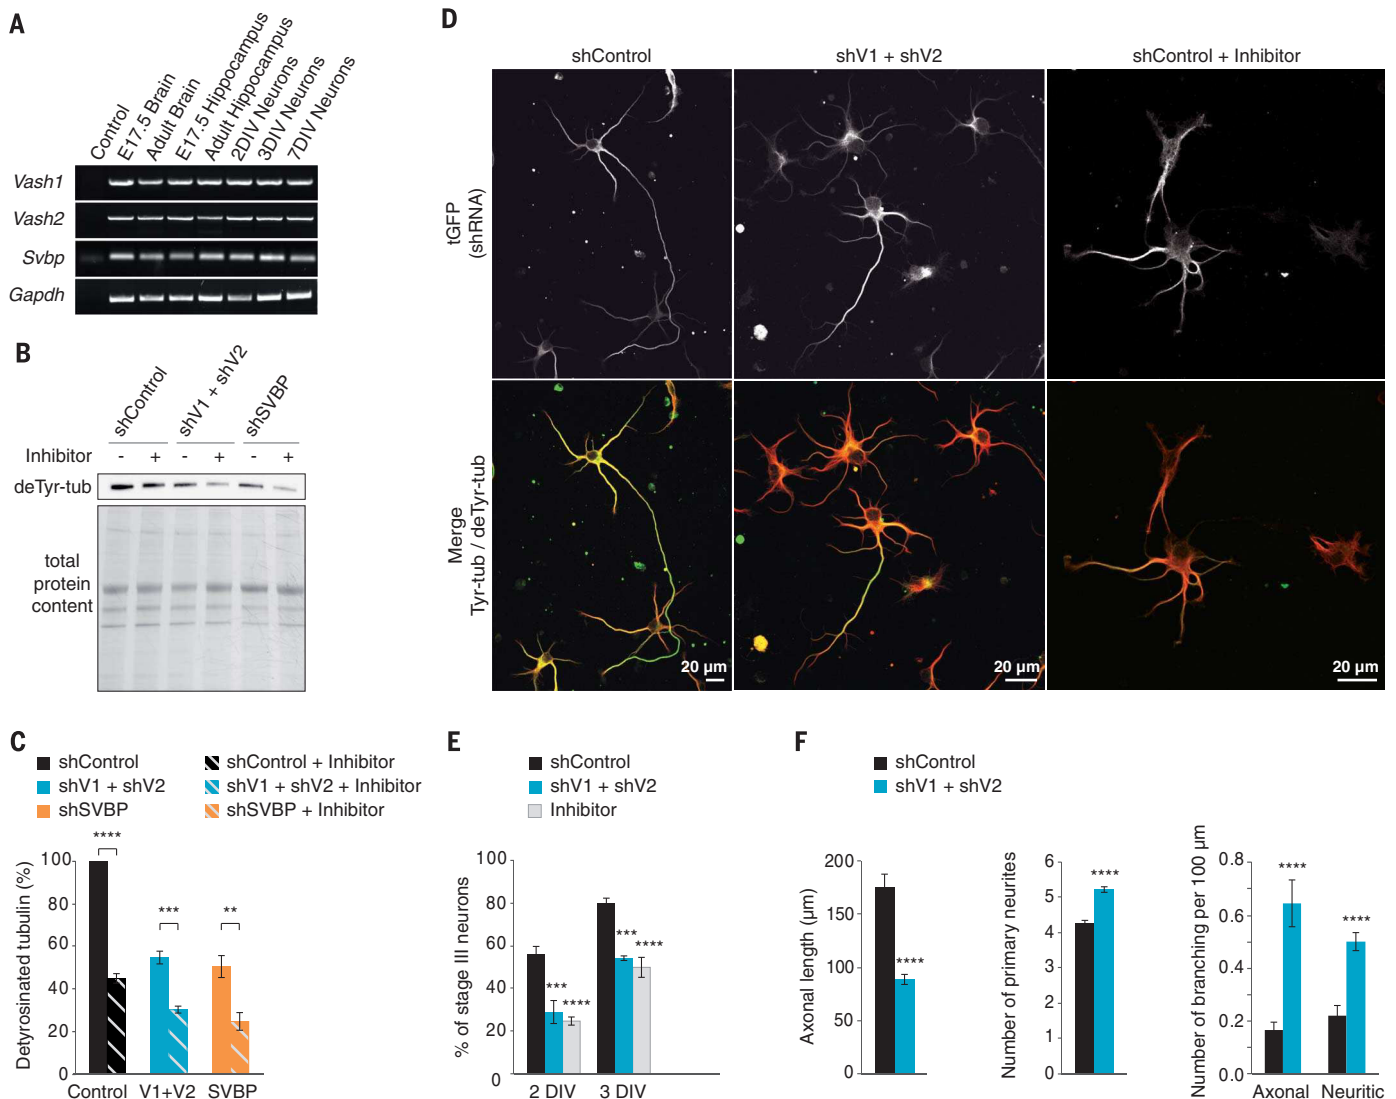 A
Control
E17.5 Brain
Adult Brain
E17.5 Hippocampus
Adult Hippocampus
2DIV Neurons
3DIV Neurons
7DIV Neurons
Vash1
Vash2
Svbp
Gapdh
B
shControl
shV1 + shV2
shSVBP
Inhibitor - + - + - +
deTyr-tub
total
protein
content
C
shControl
shV1 + shV2
shSVBP
shControl + Inhibitor
shV1 + shV2 + Inhibitor
shSVBP + Inhibitor
Detyrosinated tubulin (%)
100
80
60
40
20
0
****
***
**
Control V1+V2 SVBP
D
shControl shV1 + shV2 shControl + Inhibitor
tGFP
(shRNA)
Merge
Tyr-tub / deTyr-tub
20 µm 20 µm 20 µm
E
shControl
shV1 + shV2
Inhibitor
% of stage III neurons
100
80
60
40
20
0
***
****
***
****
2 DIV 3 DIV
F
shControl
shV1 + shV2
Axonal length (µm)
200
150
100
50
0
****
Number of primary neurites
6
5
4
3
2
1
0
****
Number of branching per 100 µm
0.8
0.6
0.4
0.2
0.0
****
****
Axonal Neuritic